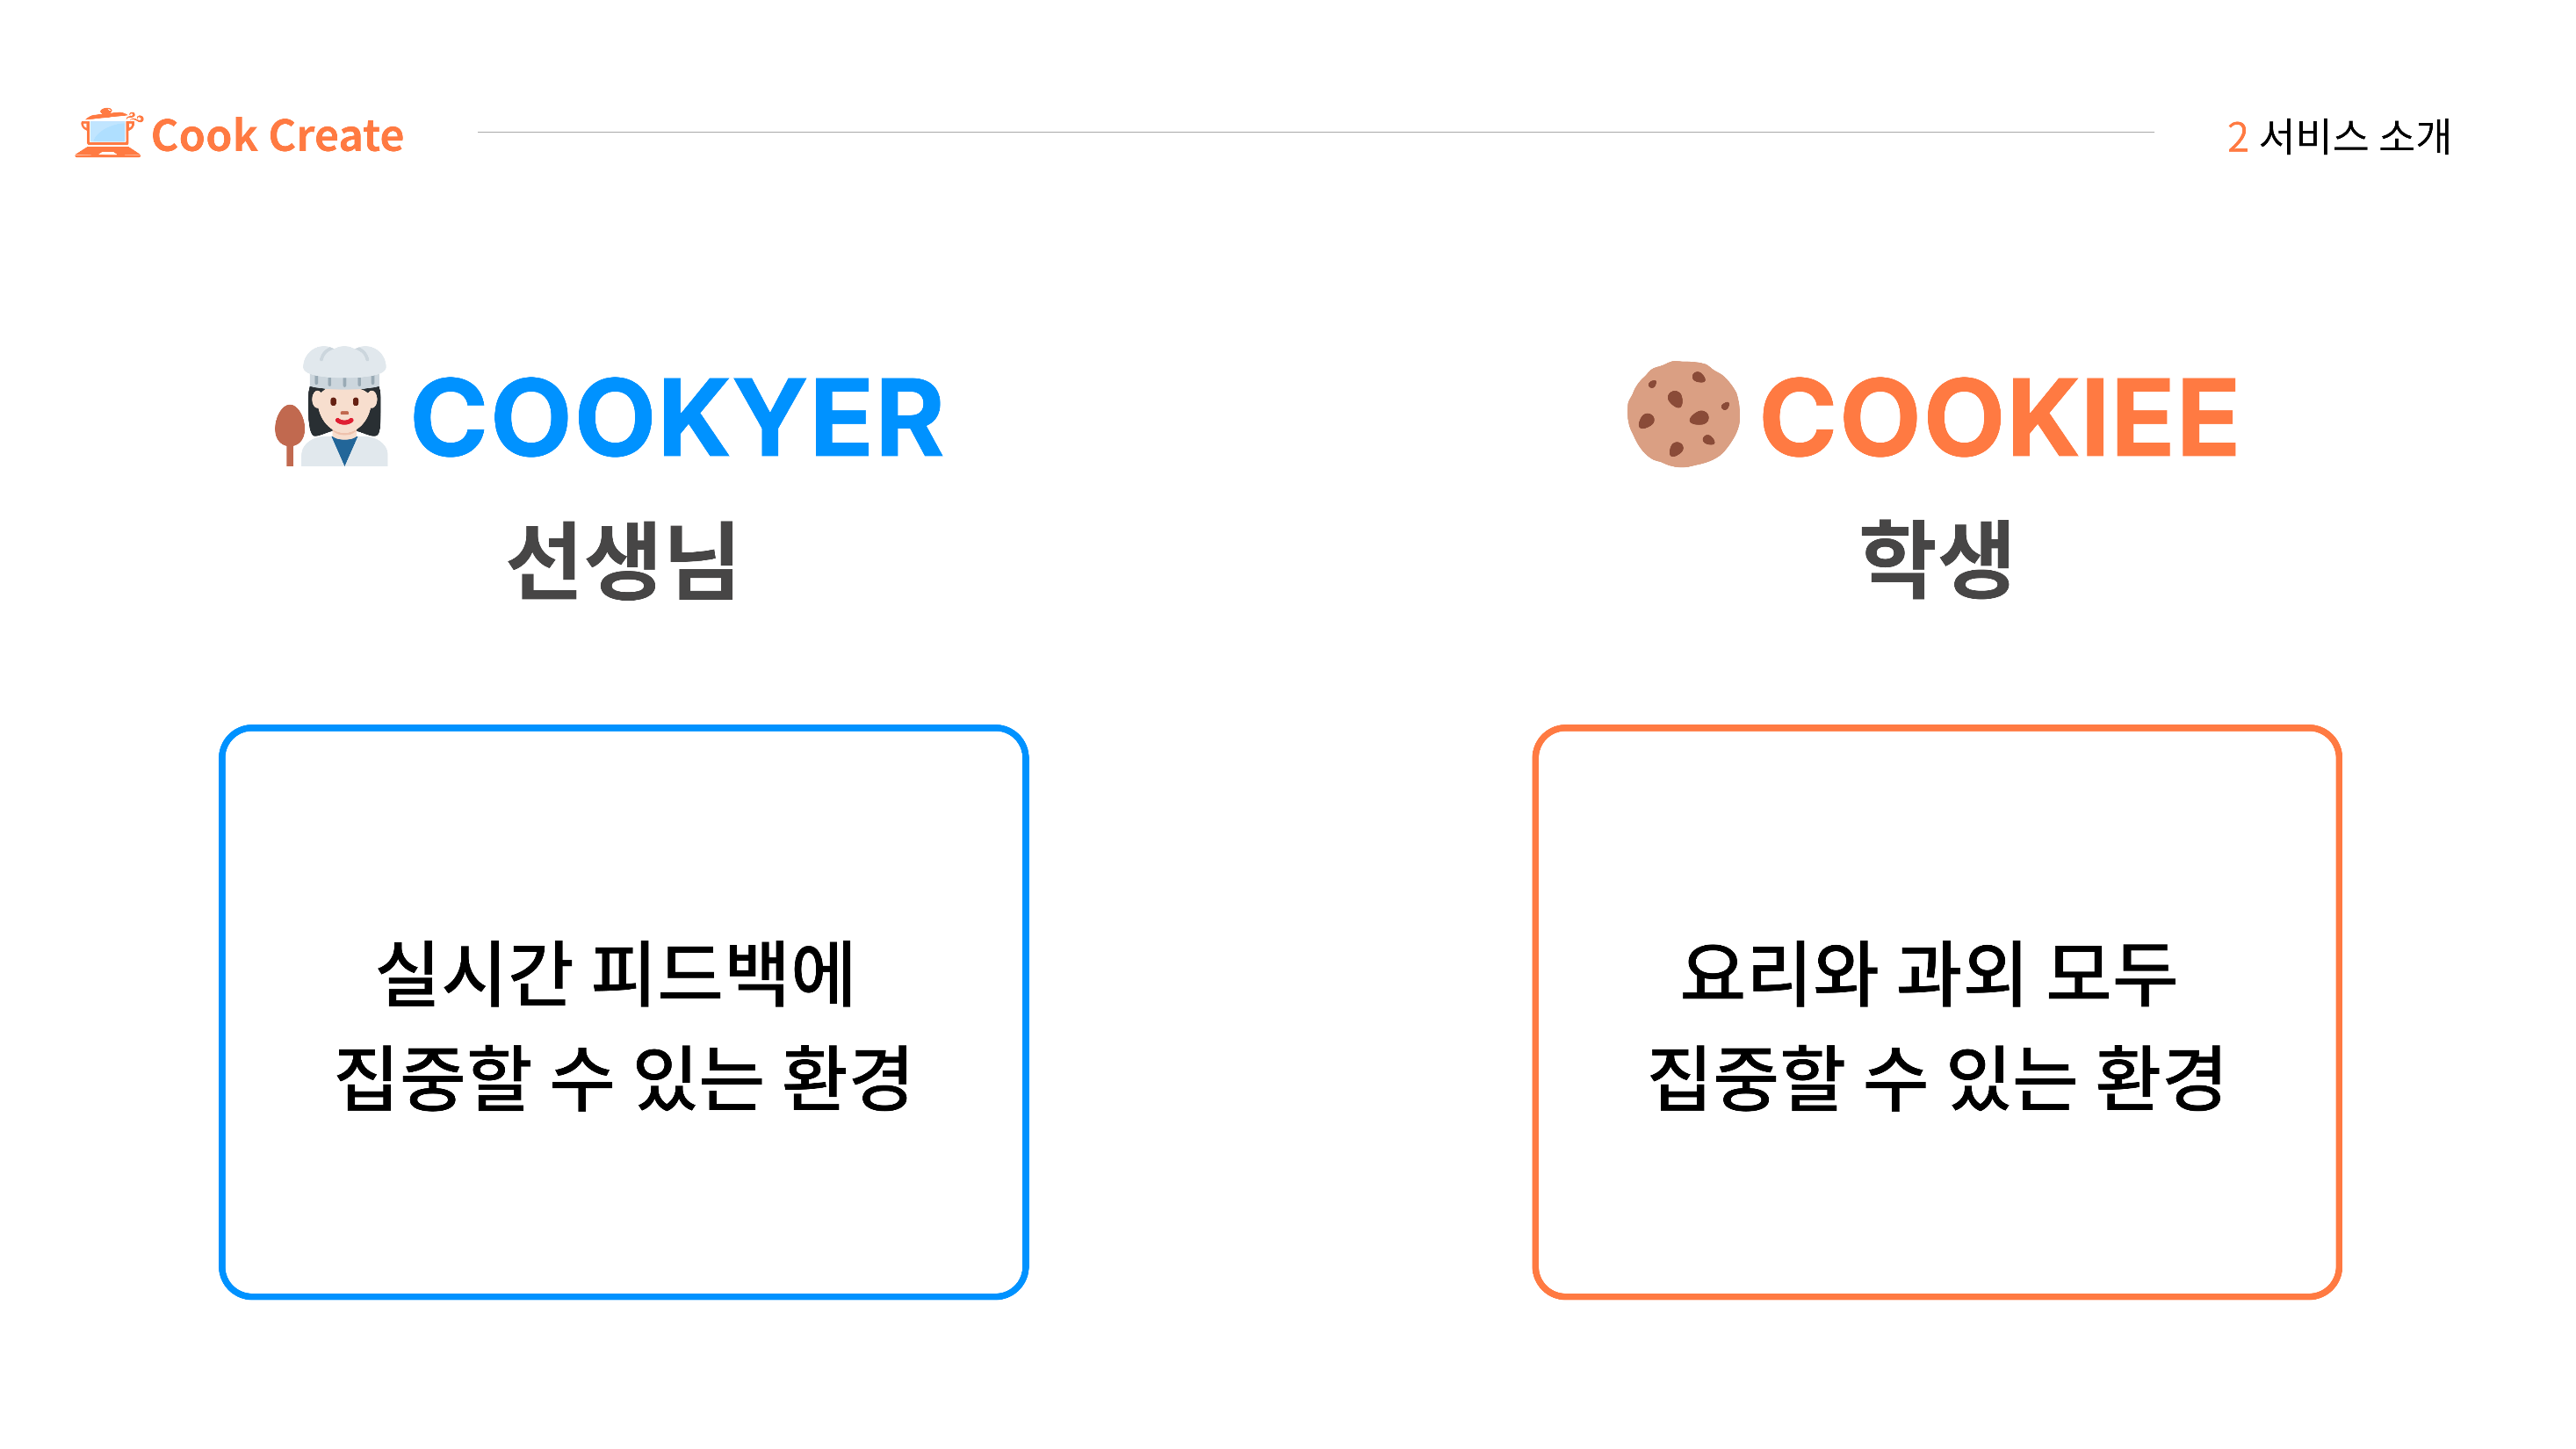 Cook Create
2 서비스 소개
COOKYER
선생님
실시간 피드백에
집중할 수 있는 환경
COOKIEE
학생
요리와 과외 모두
집중할 수 있는 환경